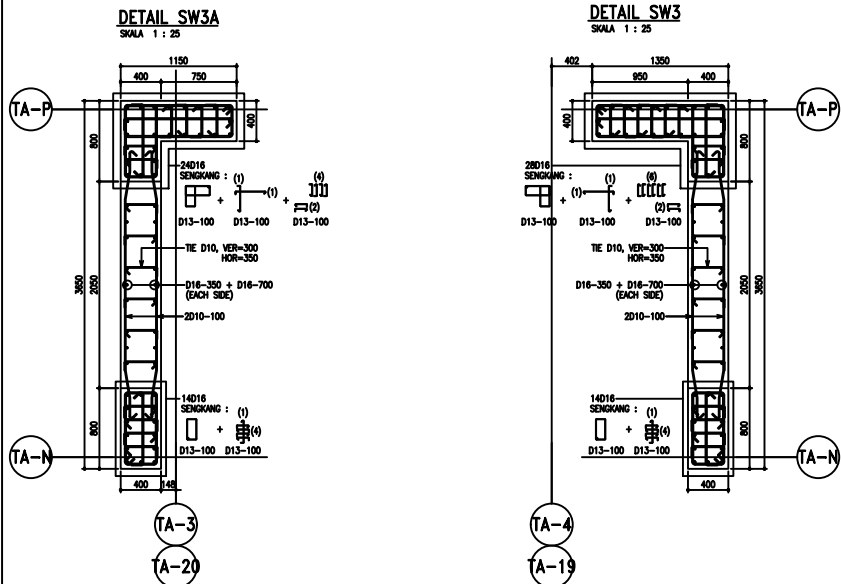 DETAIL SW3A
SKALA 1 : 25
1150
400 750
TA-P
800
400
24D16
SENGKANG :
(1) (4)
+ (1) + (2)
D13-100 D13-100 D13-100
TIE D10, VER=300
HOR=350
3650
2050
D16-350 + D16-700
(EACH SIDE)
2D10-100
14D16
SENGKANG :
(1)
+ (4)
D13-100 D13-100
800
TA-N
400 148
TA-3
TA-20
DETAIL SW3
SKALA 1 : 25
402 1350
950 400
TA-P
400
800
28D16
SENGKANG :
(1) (6)
+ (1) + (2)
D13-100 D13-100 D13-100
TIE D10, VER=300
HOR=350
D16-350 + D16-700
(EACH SIDE)
2050
3650
2D10-100
14D16
SENGKANG :
(1)
+ (4)
D13-100 D13-100
800
TA-N
400
TA-4
TA-19